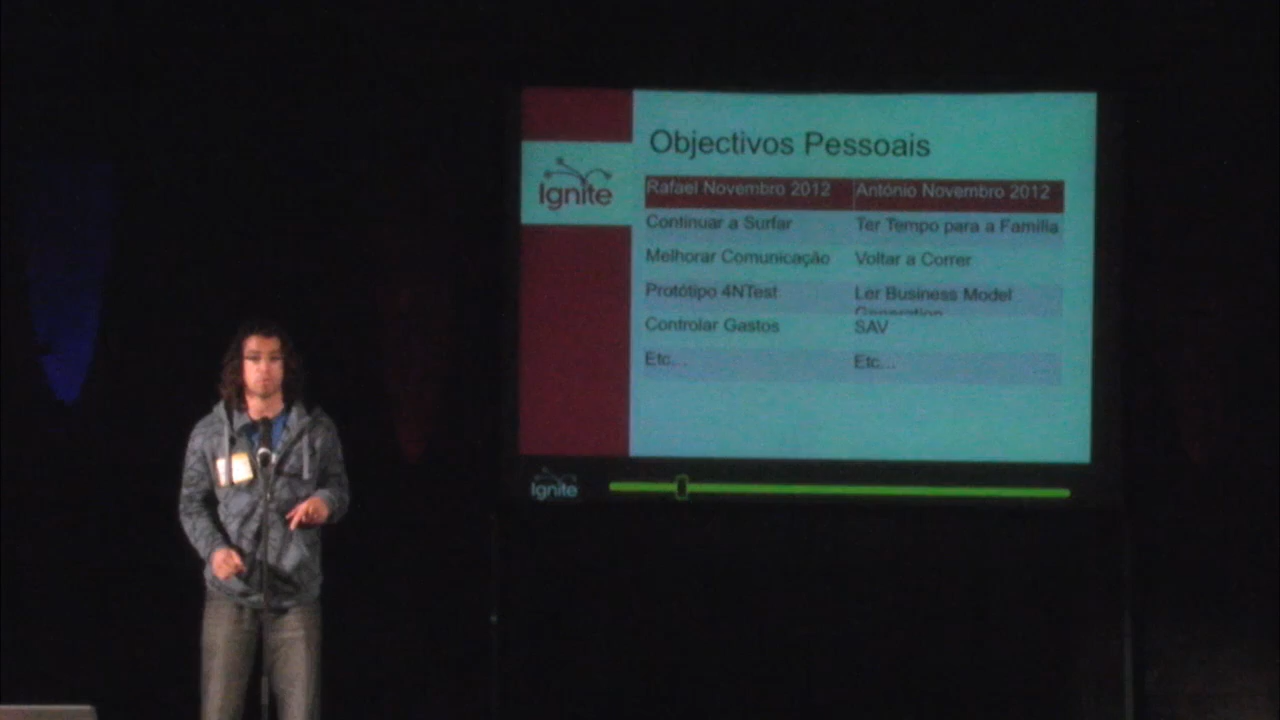 Objectivos Pessoais
Ignite
Rafael Novembro 2012 António Novembro 2012
Continuar a Surfar Ter Tempo para a Família
Melhorar Comunicação Voltar a Correr
Protótipo 4NTest Ler Business Model
Generation
Controlar Gastos SAV
Etc... Etc...
Ignite